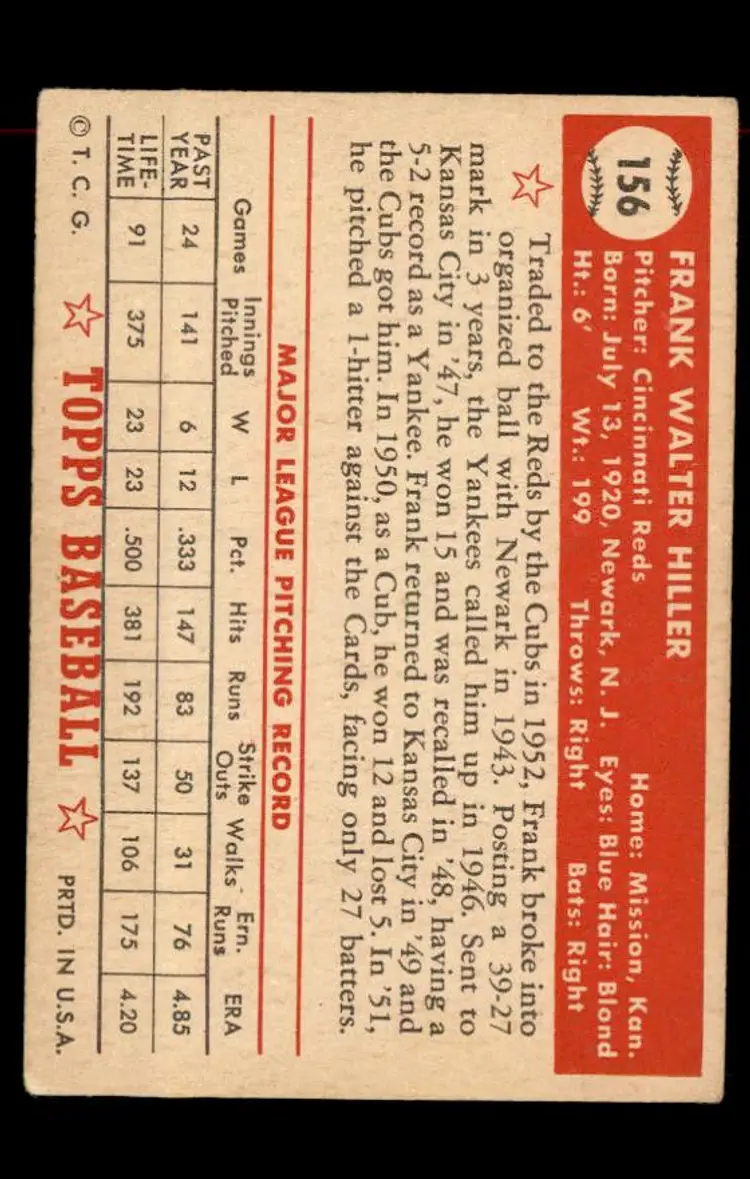 156
FRANK WALTER HILLER
Pitcher: Cincinnati Reds Home: Mission, Kan.
Born: July 13, 1920, Newark, N. J. Eyes: Blue Hair: Blond
Ht.: 6' Wt.: 199 Throws: Right Bats: Right
Traded to the Reds by the Cubs in 1952, Frank broke into
organized ball with Newark in 1943. Posting a 39-27
mark in 3 years, the Yankees called him up in 1946. Sent to
Kansas City in '47, he won 15 and was recalled in '48, having a
5-2 record as a Yankee. Frank returned to Kansas City in '49 and
the Cubs got him. In 1950, as a Cub, he won 12 and lost 5. In '51,
he pitched a 1-hitter against the Cards, facing only 27 batters.
MAJOR LEAGUE PITCHING RECORD
Games Innings Pitched W L Pct. Hits Runs Strike Outs Walks Ern. Runs ERA
PAST YEAR 24 141 6 12 .333 147 83 50 31 76 4.85
LIFE-TIME 91 375 23 23 .500 381 192 137 106 175 4.20
© T. C. G. TOPPS BASEBALL PRTD. IN U.S.A.